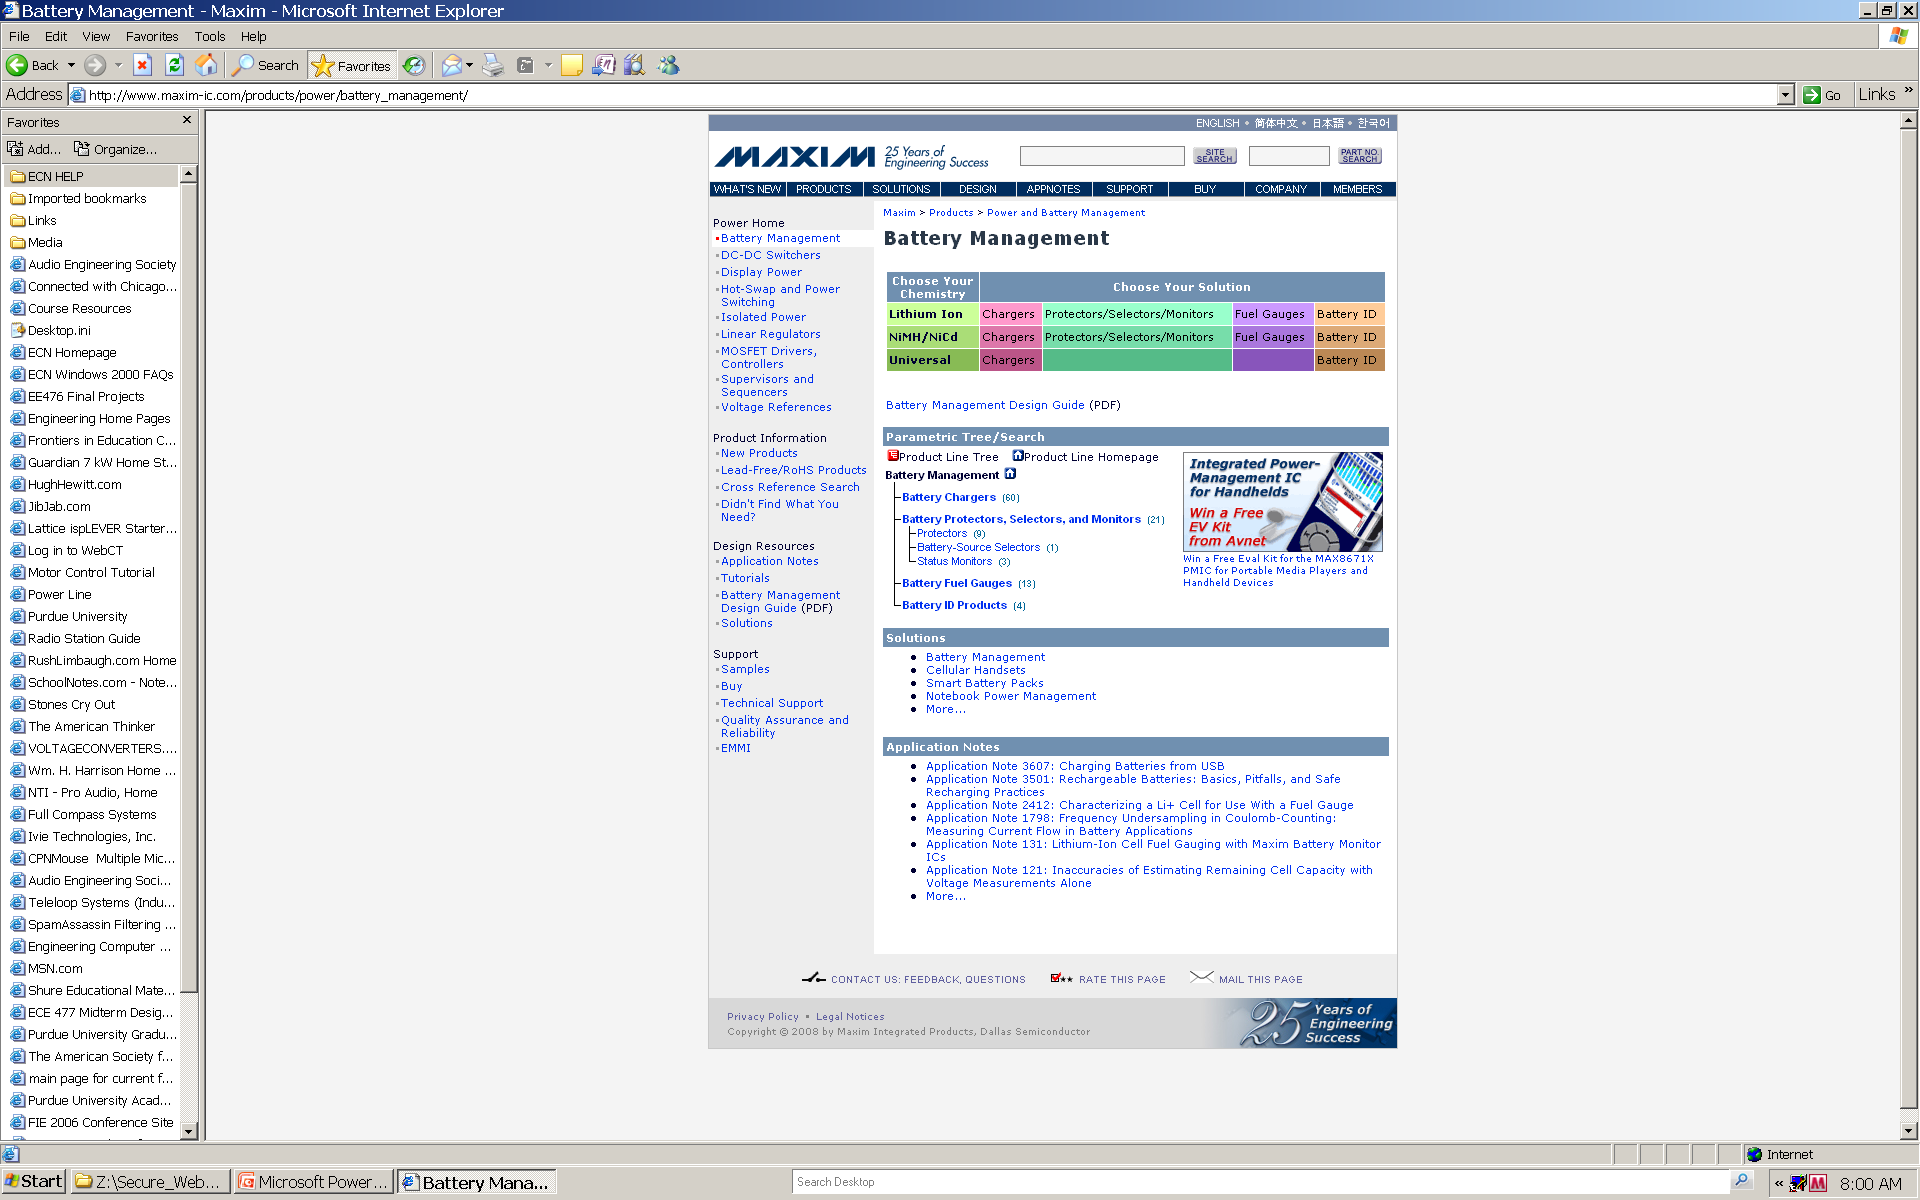 Battery Management - Maxim - Microsoft Internet Explorer
File Edit View Favorites Tools Help
Back Search Favorites
Address http://www.maxim-ic.com/products/power/battery_management/ Go Links »
Favorites
Add... Organize...
ECN HELP
Imported bookmarks
Links
Media
Audio Engineering Society
Connected with Chicago...
Course Resources
Desktop.ini
ECN Homepage
ECN Windows 2000 FAQs
EE476 Final Projects
Engineering Home Pages
Frontiers in Education C...
Guardian 7 kW Home St...
HughHewitt.com
JibJab.com
Lattice ispLEVER Starter...
Log in to WebCT
Motor Control Tutorial
Power Line
Purdue University
Radio Station Guide
RushLimbaugh.com Home
SchoolNotes.com - Note...
Stones Cry Out
The American Thinker
VOLTAGECONVERTERS....
Wm. H. Harrison Home ...
NTI - Pro Audio, Home
Full Compass Systems
Ivie Technologies, Inc.
CPNMouse Multiple Mic...
Audio Engineering Soci...
Teleloop Systems (Indu...
SpamAssassin Filtering ...
Engineering Computer ...
MSN.com
Shure Educational Mate...
ECE 477 Midterm Desig...
Purdue University Gradu...
The American Society f...
main page for current f...
Purdue University Acad...
FIE 2006 Conference Site
ENGLISH • 简体中文 • 日本語 • 한국어
MAXIM 25 Years of Engineering Success
SITE SEARCH PART NO. SEARCH
WHAT'S NEW PRODUCTS SOLUTIONS DESIGN APPNOTES SUPPORT BUY COMPANY MEMBERS
Power Home
Battery Management
DC-DC Switchers
Display Power
Hot-Swap and Power
Switching
Isolated Power
Linear Regulators
MOSFET Drivers,
Controllers
Supervisors and
Sequencers
Voltage References
Product Information
New Products
Lead-Free/RoHS Products
Cross Reference Search
Didn't Find What You
Need?
Design Resources
Application Notes
Tutorials
Battery Management
Design Guide (PDF)
Solutions
Support
Samples
Buy
Technical Support
Quality Assurance and
Reliability
EMMI
Maxim > Products > Power and Battery Management
Battery Management
Choose Your Chemistry Choose Your Solution
Lithium Ion Chargers Protectors/Selectors/Monitors Fuel Gauges Battery ID
NiMH/NiCd Chargers Protectors/Selectors/Monitors Fuel Gauges Battery ID
Universal Chargers Battery ID
Battery Management Design Guide (PDF)
Parametric Tree/Search
Product Line Tree Product Line Homepage
Battery Management
Battery Chargers (60)
Battery Protectors, Selectors, and Monitors (21)
Protectors (9)
Battery-Source Selectors (1)
Status Monitors (3)
Battery Fuel Gauges (13)
Battery ID Products (4)
Integrated Power-
Management IC
for Handhelds
Win a Free
EV Kit
from Avnet
Win a Free Eval Kit for the MAX8671X
PMIC for Portable Media Players and
Handheld Devices
Solutions
Battery Management
Cellular Handsets
Smart Battery Packs
Notebook Power Management
More...
Application Notes
Application Note 3607: Charging Batteries from USB
Application Note 3501: Rechargeable Batteries: Basics, Pitfalls, and Safe
Recharging Practices
Application Note 2412: Characterizing a Li+ Cell for Use With a Fuel Gauge
Application Note 1798: Frequency Undersampling in Coulomb-Counting:
Measuring Current Flow in Battery Applications
Application Note 131: Lithium-Ion Cell Fuel Gauging with Maxim Battery Monitor
ICs
Application Note 121: Inaccuracies of Estimating Remaining Cell Capacity with
Voltage Measurements Alone
More...
CONTACT US: FEEDBACK, QUESTIONS RATE THIS PAGE MAIL THIS PAGE
Privacy Policy • Legal Notices
Copyright © 2008 by Maxim Integrated Products, Dallas Semiconductor
25 Years of Engineering Success
Internet
Start Z:\Secure_Web... Microsoft Power... Battery Mana... Search Desktop « 8:00 AM